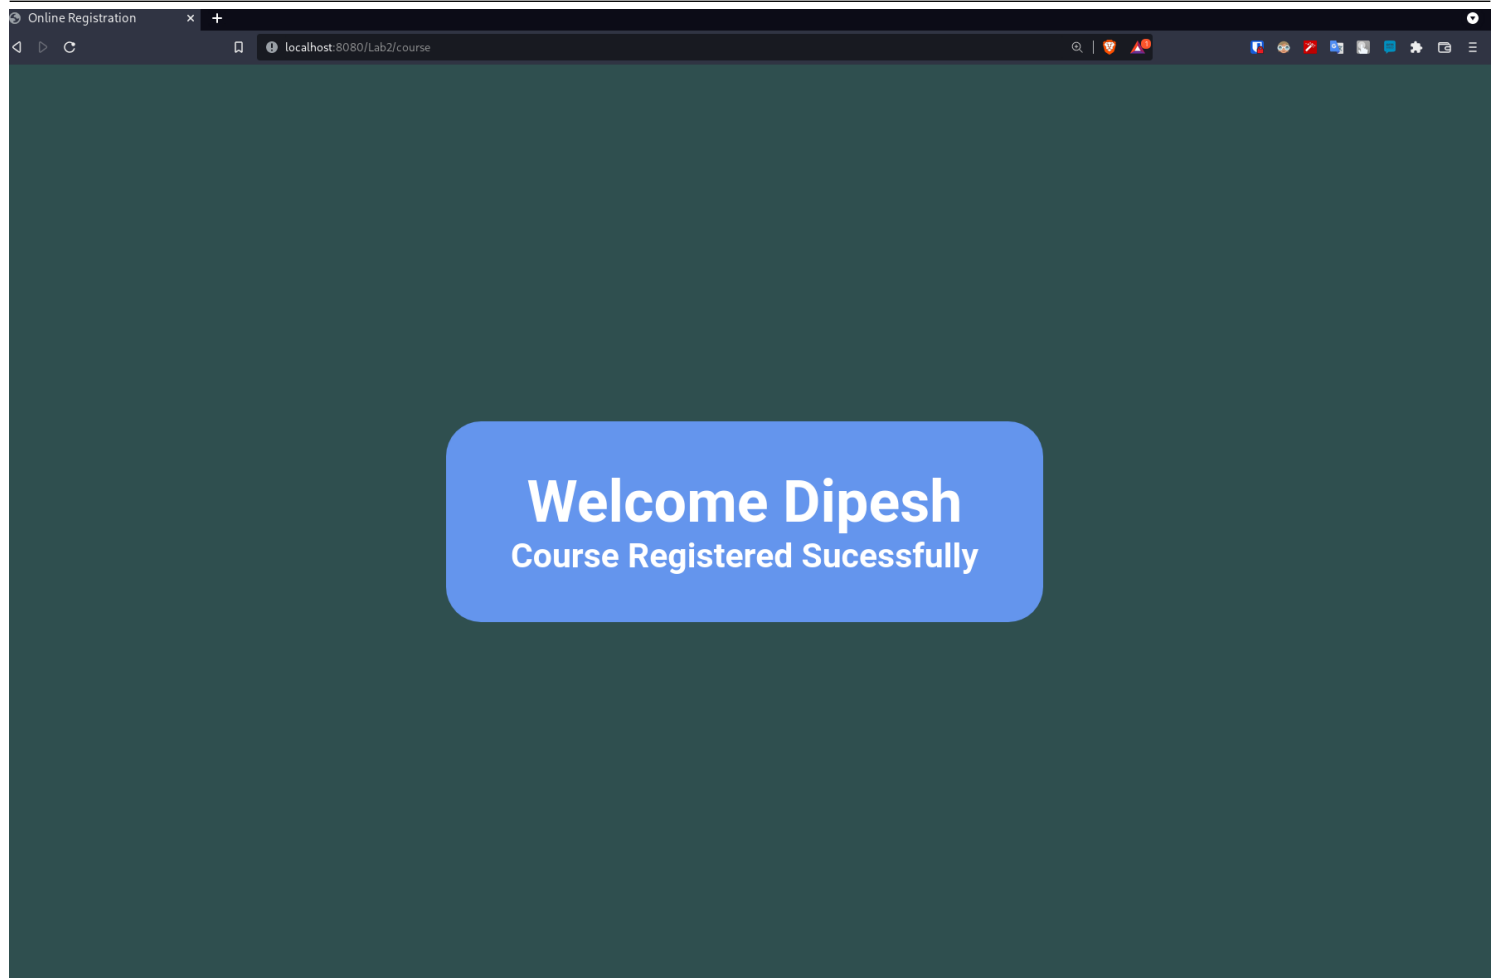 Online Registration
localhost:8080/Lab2/course
Welcome Dipesh
Course Registered Sucessfully